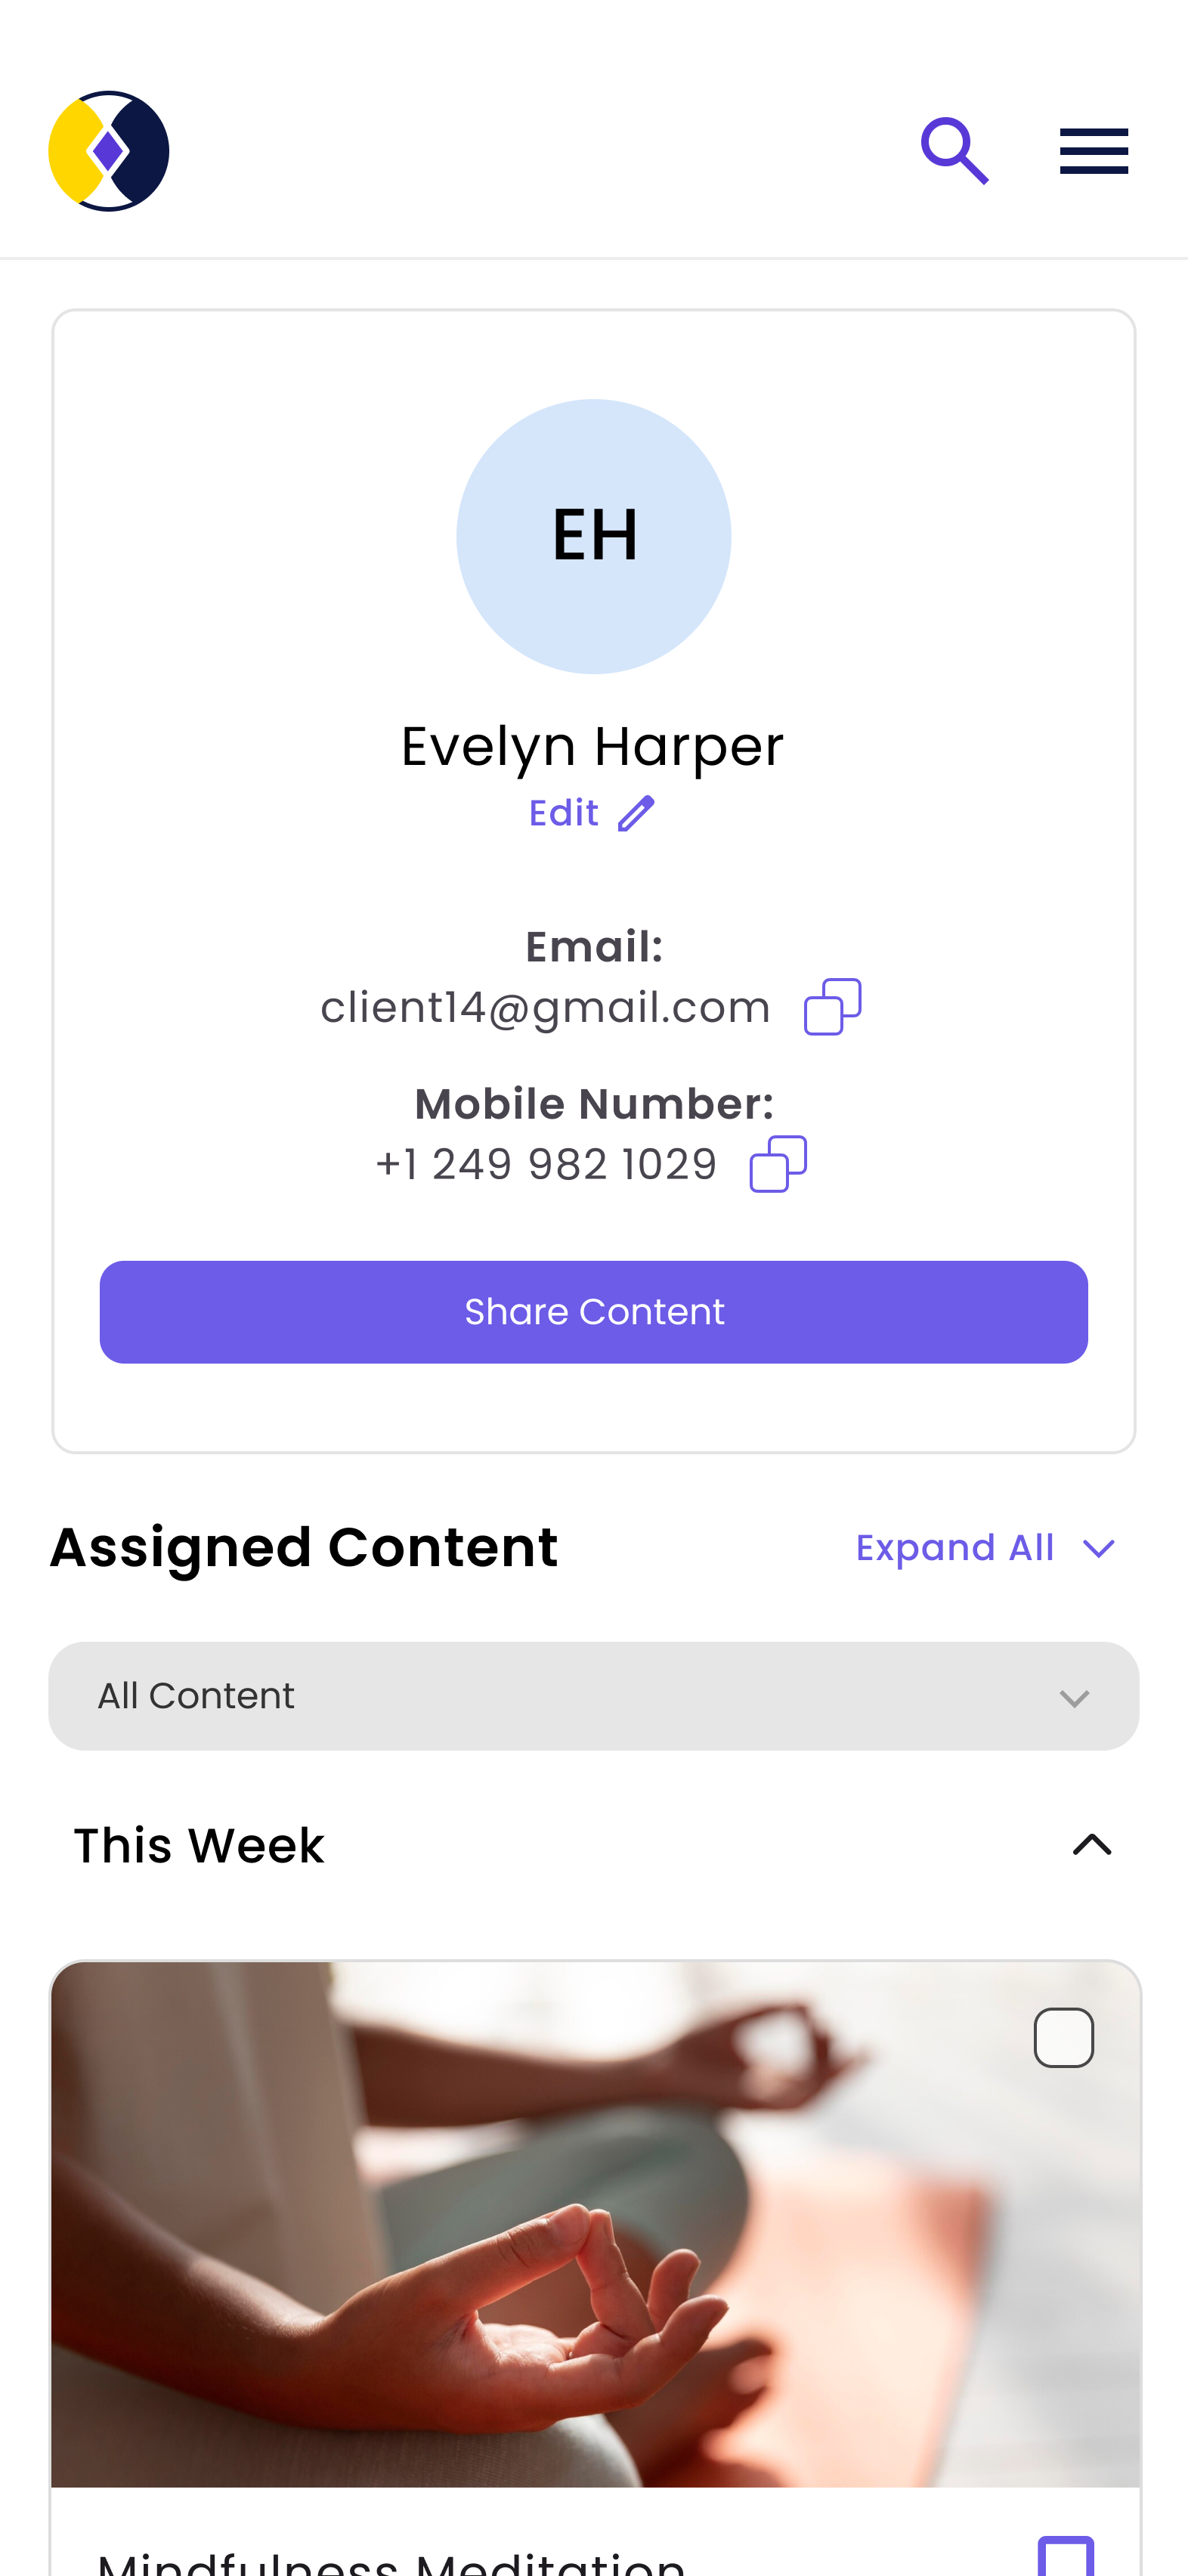 EH
Evelyn Harper
Edit
Email:
client14@gmail.com
Mobile Number:
+1 249 982 1029
Share Content
Assigned Content
Expand All
All Content
This Week
Mindfulness Meditation